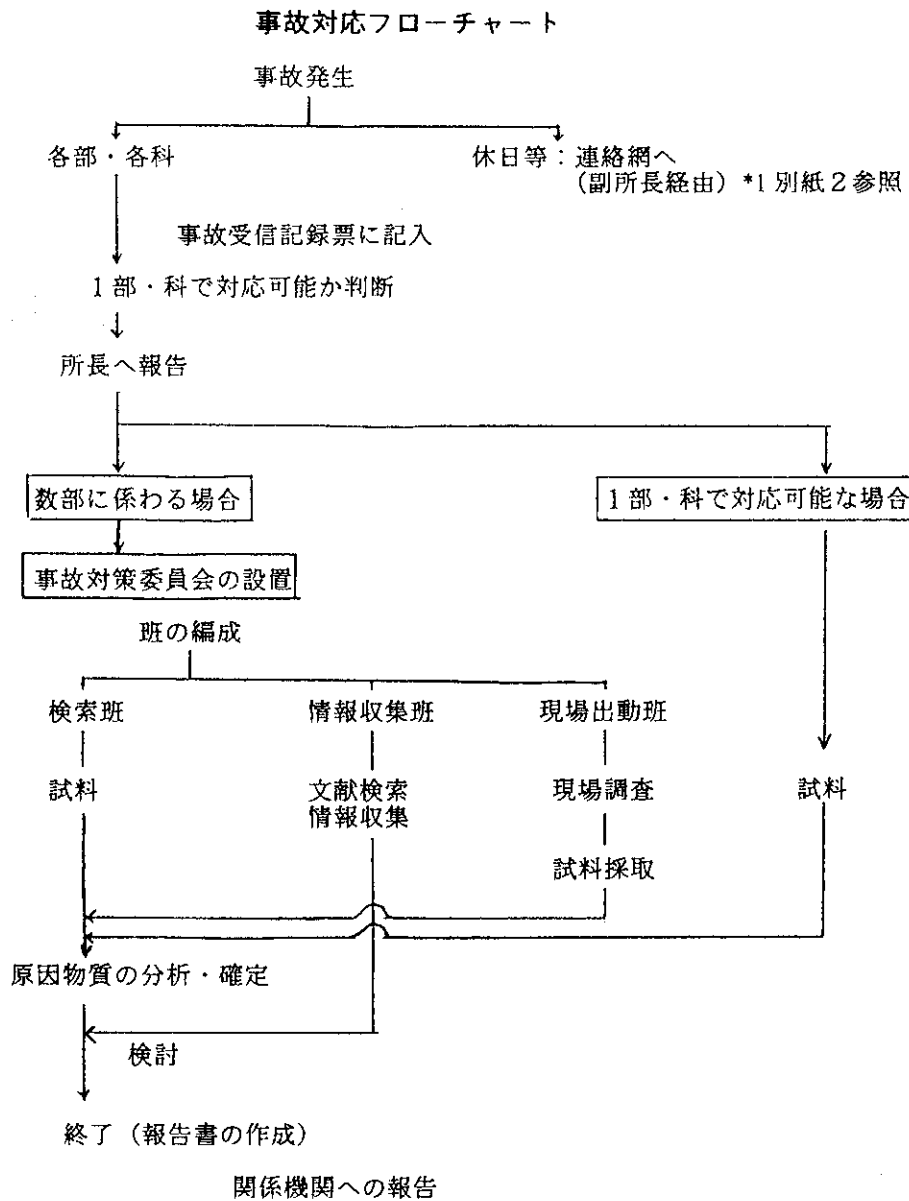 事故対応フローチャート
事故発生
各部・各科
休日等：連絡網へ
（副所長経由）*1別紙2参照
事故受信記録票に記入
1部・科で対応可能か判断
所長へ報告
数部に係わる場合
1部・科で対応可能な場合
事故対策委員会の設置
班の編成
検索班
情報収集班
現場出動班
試料
文献検索
情報収集
現場調査
試料
試料採取
原因物質の分析・確定
検討
終了（報告書の作成）
関係機関への報告